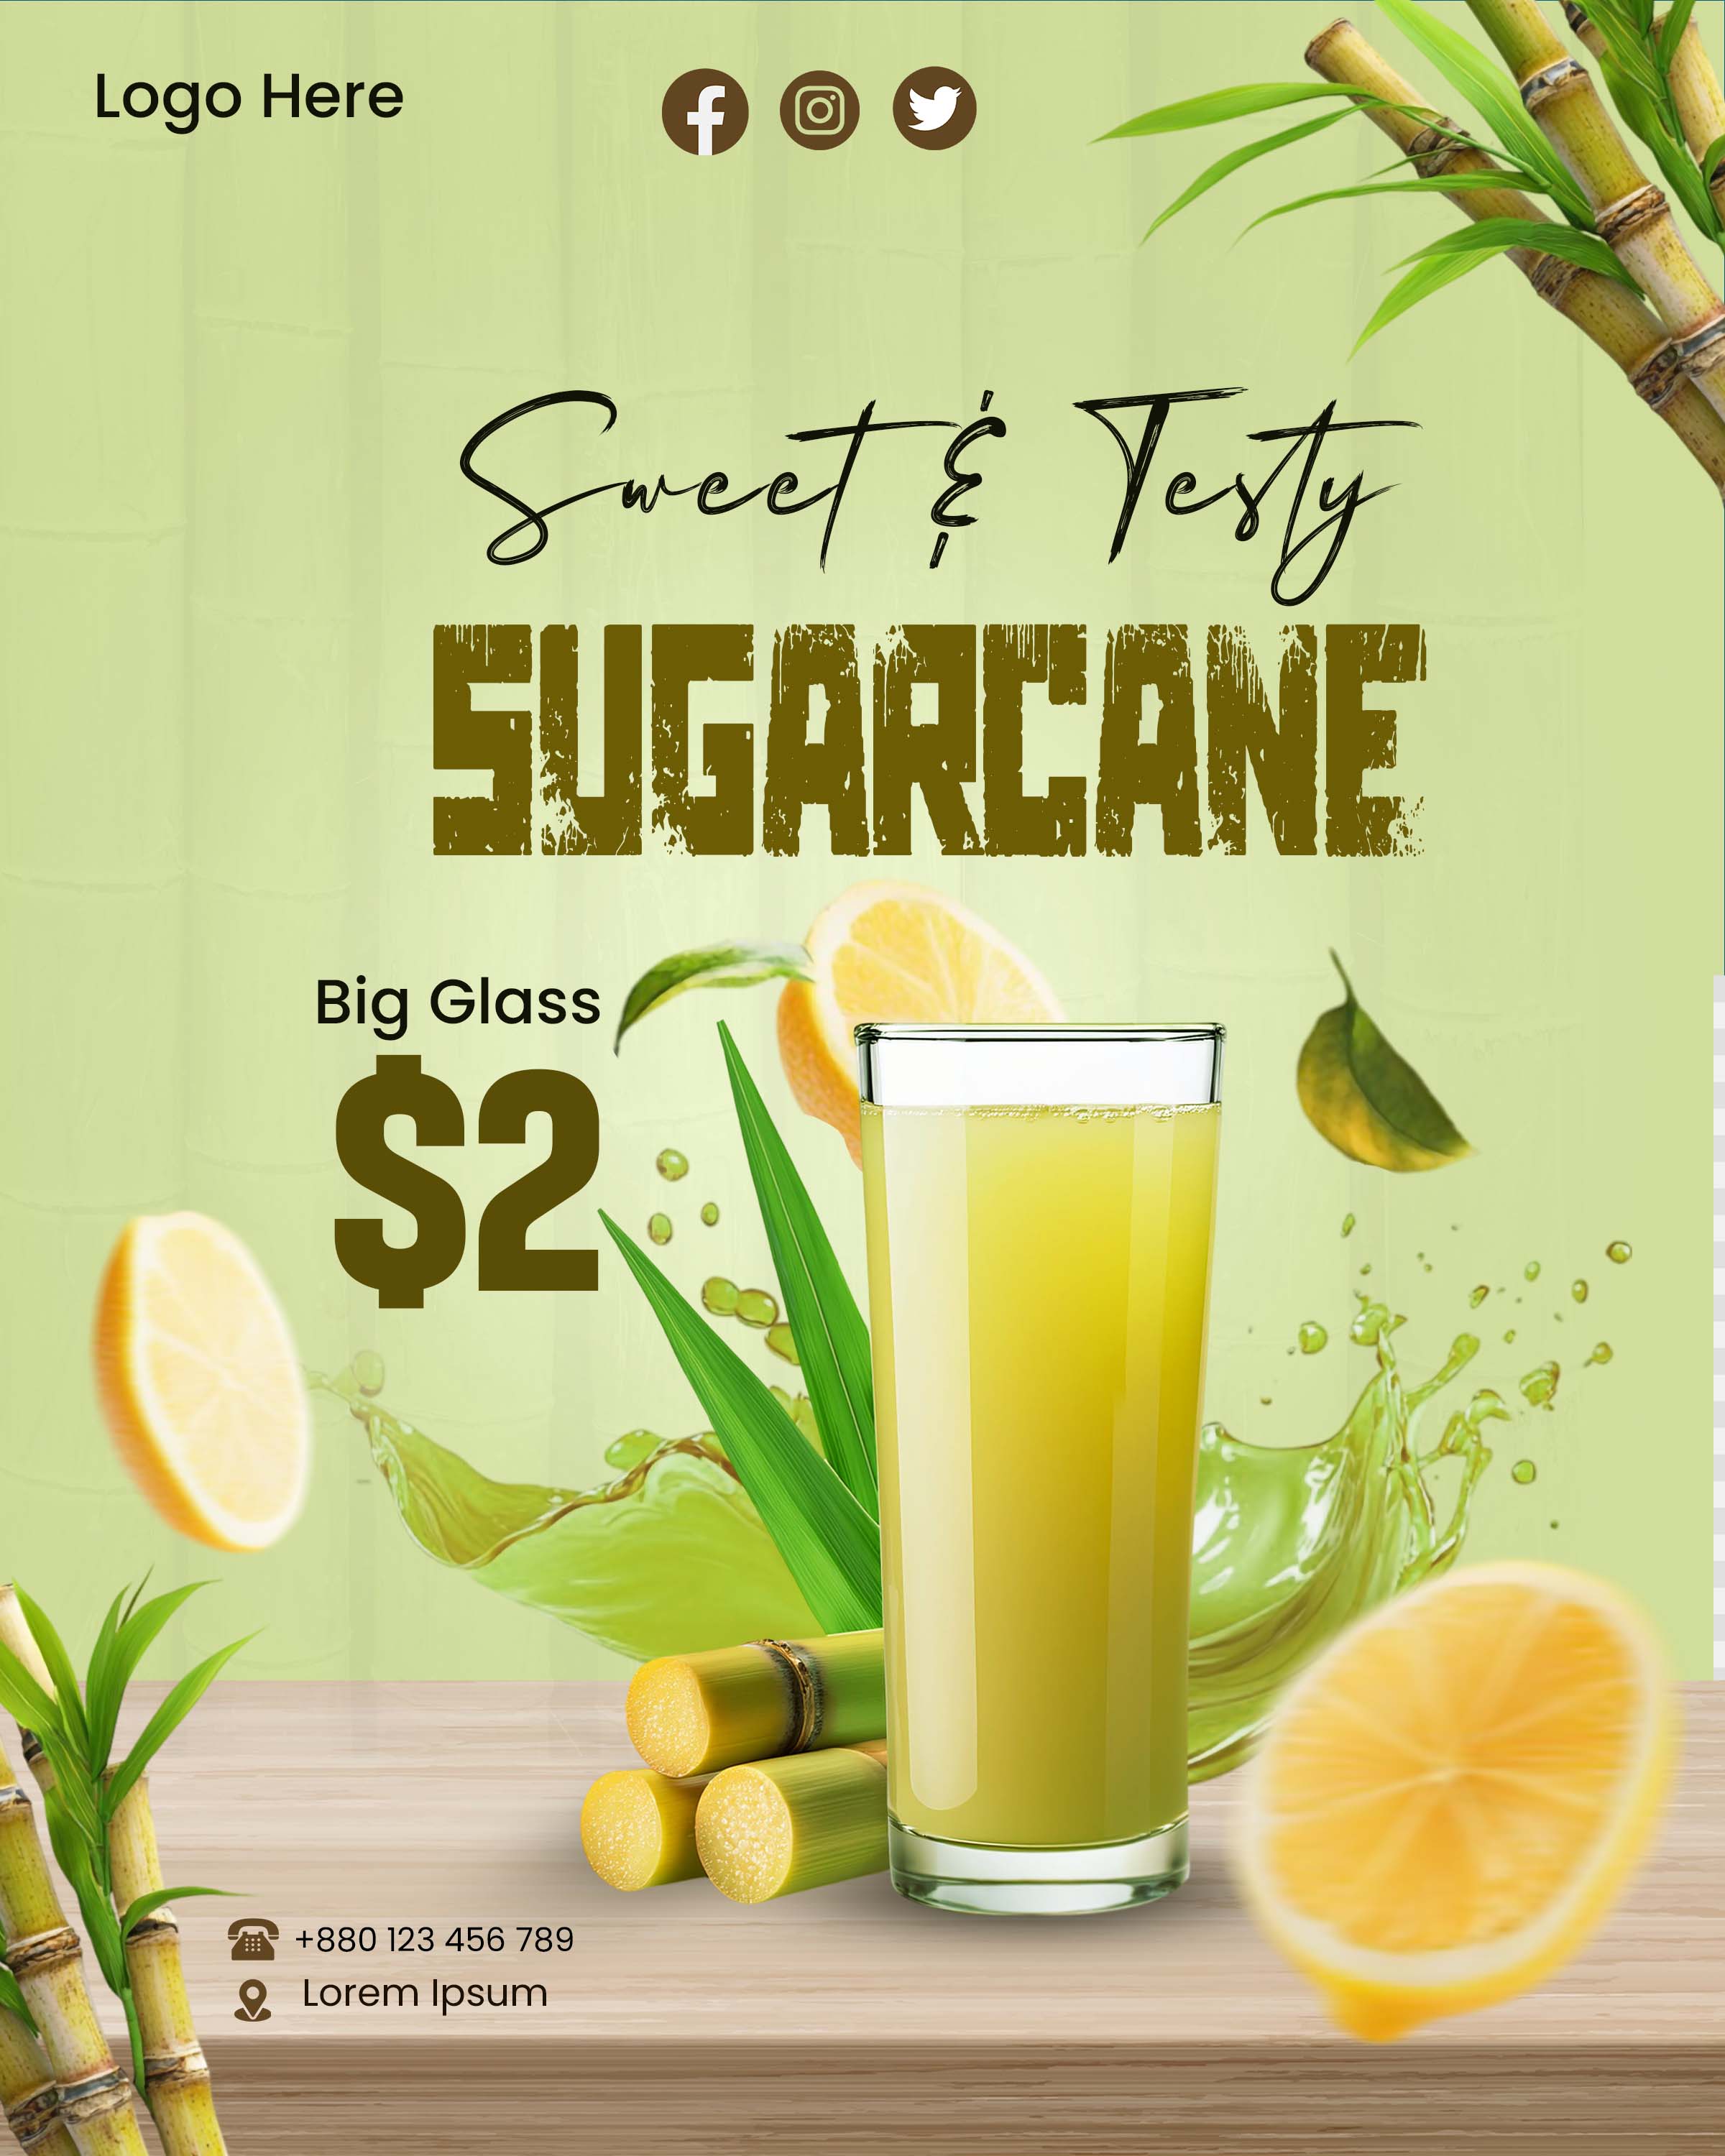 Logo Here
Sweet & Testy
SUGARCANE
Big Glass
$2
+880 123 456 789
Lorem Ipsum